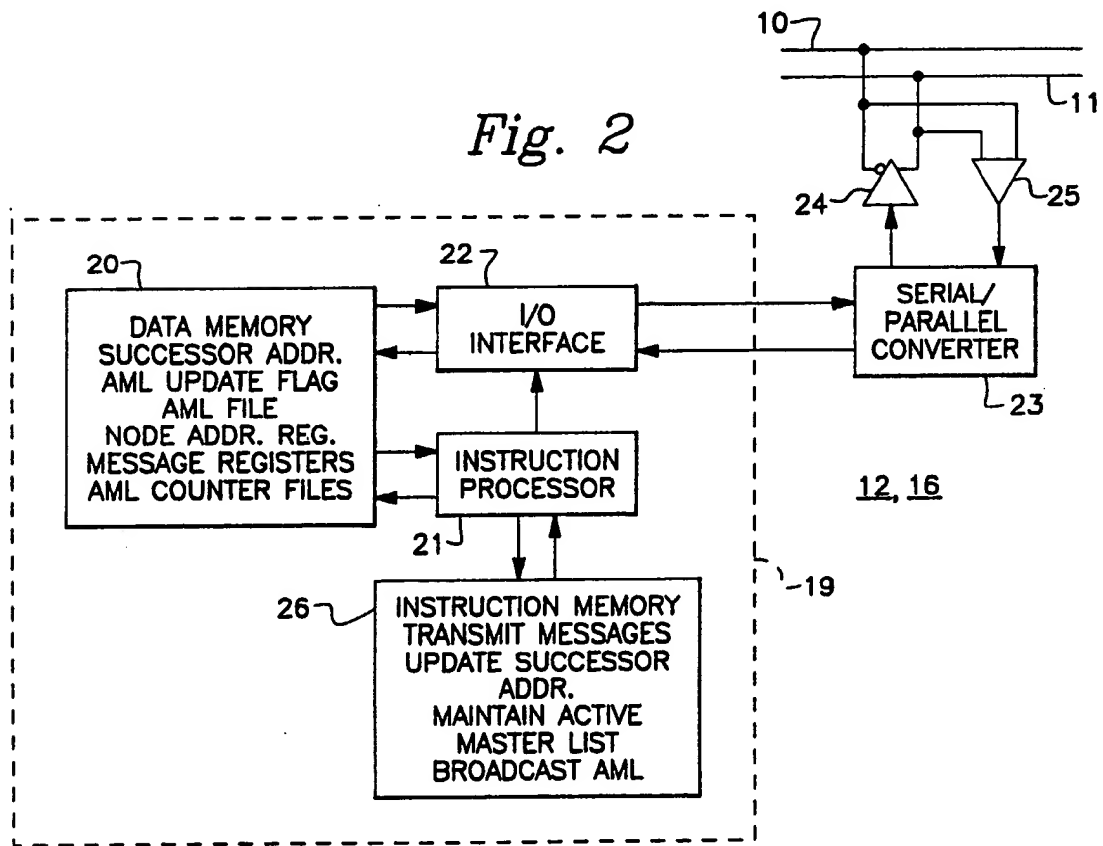 10
11
Fig. 2
24
25
20
22
DATA MEMORY
SUCCESSOR ADDR.
AML UPDATE FLAG
AML FILE
NODE ADDR. REG.
MESSAGE REGISTERS
AML COUNTER FILES
I/O
INTERFACE
SERIAL/
PARALLEL
CONVERTER
23
INSTRUCTION
PROCESSOR
21
12, 16
19
26
INSTRUCTION MEMORY
TRANSMIT MESSAGES
UPDATE SUCCESSOR
ADDR.
MAINTAIN ACTIVE
MASTER LIST
BROADCAST AML